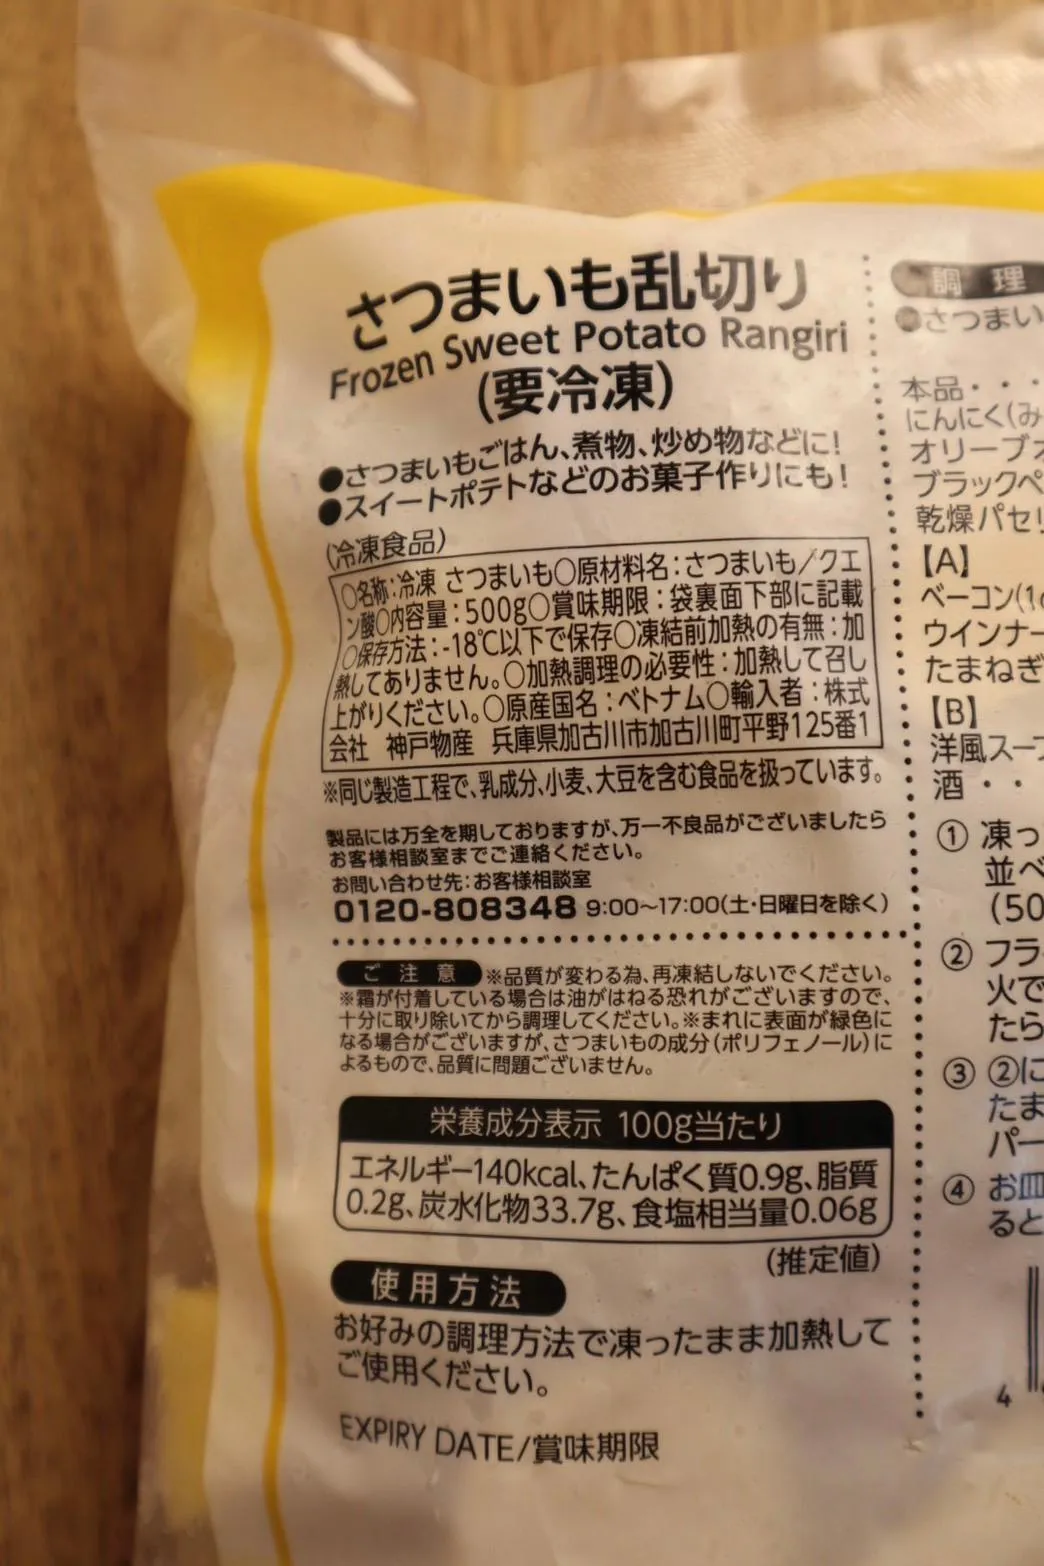 さつまいも乱切り
Frozen Sweet Potato Rangiri
(要冷凍)
●さつまいもごはん、煮物、炒め物などに!
●スイートポテトなどのお菓子作りにも!
(冷凍食品)
○名称:冷凍 さつまいも○原材料名:さつまいも/クエ
ン酸○内容量:500g○賞味期限:袋裏面下部に記載
○保存方法:-18℃以下で保存○凍結前加熱の有無:加
熱してありません。○加熱調理の必要性:加熱して召し
上がりください。○原産国名:ベトナム○輸入者:株式
会社 神戸物産 兵庫県加古川市加古川町平野125番1
※同じ製造工程で、乳成分、小麦、大豆を含む食品を扱っています。
製品には万全を期しておりますが、万一不良品がございましたら
お客様相談室までご連絡ください。
お問い合わせ先:お客様相談室
0120-808348 9:00~17:00(土・日曜日を除く)
ご注意 ※品質が変わる為、再凍結しないでください。
※霜が付着している場合は油がはねる恐れがございますので、
十分に取り除いてから調理してください。※まれに表面が緑色に
なる場合がございますが、さつまいもの成分(ポリフェノール)に
よるもので、品質に問題ございません。
栄養成分表示 100g当たり
エネルギー140kcal、たんぱく質0.9g、脂質
0.2g、炭水化物33.7g、食塩相当量0.06g
(推定値)
使用方法
お好みの調理方法で凍ったまま加熱して
ご使用ください。
EXPIRY DATE/賞味期限
調理
●さつまい
本品・・・
にんにく(み
オリーブオ
ブラックペ
乾燥パセリ
【A】
ベーコン(1c
ウインナー
たまねぎ
【B】
洋風スープ
酒・・
① 凍っ
並べ
(50
② フラ
火で
たら
③ ②に
たま
パー
④ お皿
ると
4